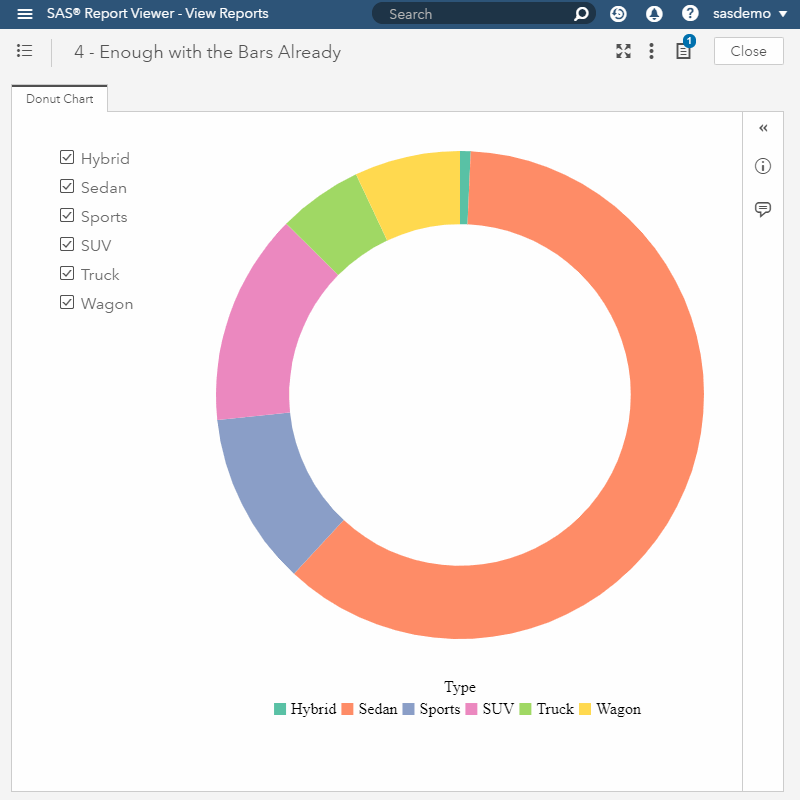 SAS® Report Viewer - View Reports
Search
?
sasdemo
4 - Enough with the Bars Already
1
Close
Donut Chart
Hybrid
Sedan
Sports
SUV
Truck
Wagon
Type
Hybrid Sedan Sports SUV Truck Wagon